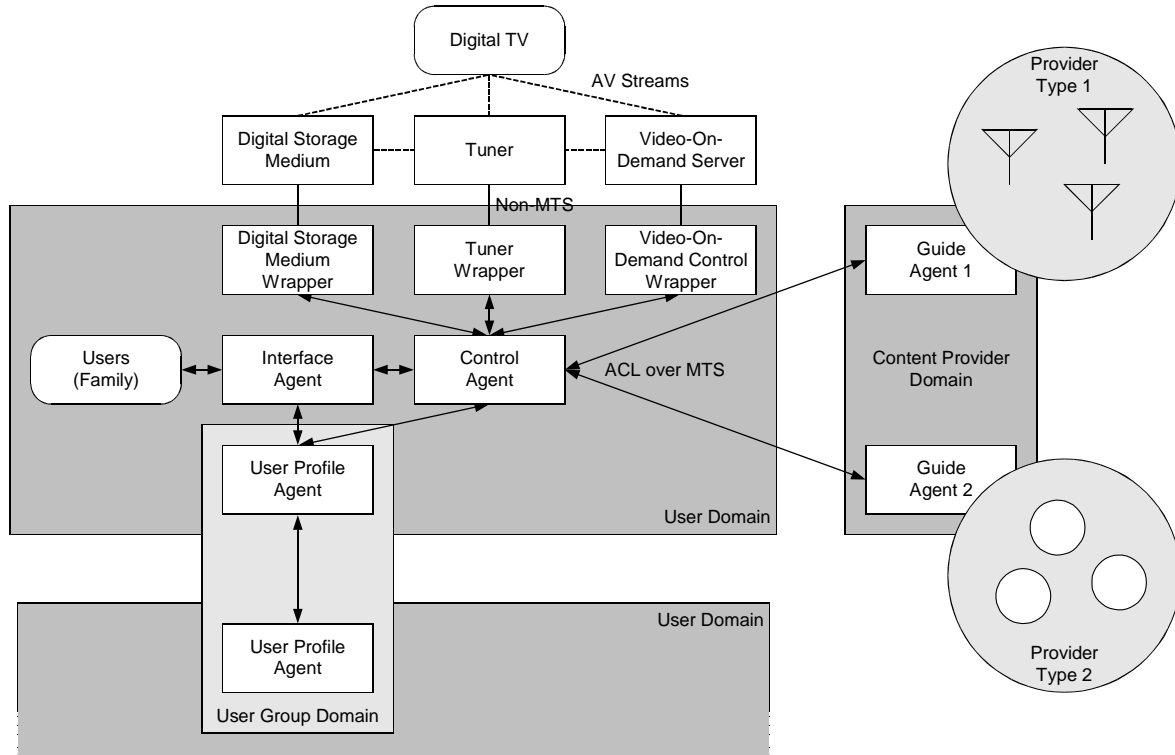 Digital TV
AV Streams
Provider
Type 1
Digital Storage
Medium
Tuner
Video-On-
Demand Server
Non-MTS
Digital Storage
Medium
Wrapper
Tuner
Wrapper
Video-On-
Demand Control
Wrapper
Guide
Agent 1
Users
(Family)
Interface
Agent
Control
Agent
ACL over MTS
Content Provider
Domain
User Profile
Agent
Guide
Agent 2
User Domain
User Domain
User Profile
Agent
Provider
Type 2
User Group Domain